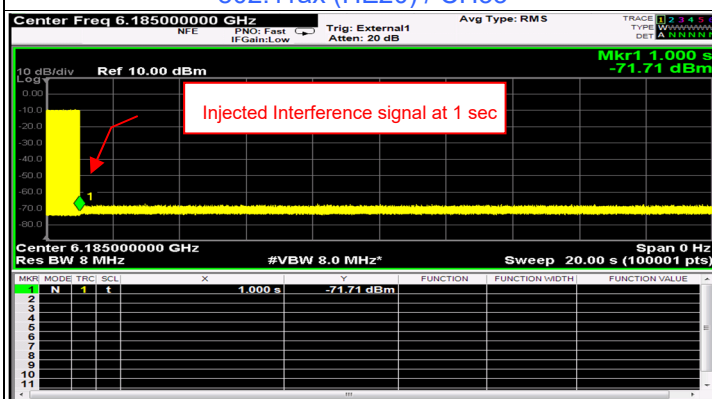 Center Freq 6.185000000 GHz
NFE
PNO: Fast
IFGain:Low
Trig: External1
Atten: 20 dB
Avg Type: RMS
TRACE 1 2 3 4 5 6
TYPE
DET A N N N N N
Mkr1 1.000 s
-71.71 dBm
10 dB/div Ref 10.00 dBm
Log
0.00
-10.0
-20.0
-30.0
-40.0
-50.0
-60.0
-70.0
-80.0
Injected Interference signal at 1 sec
1
Center 6.185000000 GHz
Span 0 Hz
Res BW 8 MHz
#VBW 8.0 MHz*
Sweep 20.00 s (100001 pts)
MKR MODE TRC SCL X Y FUNCTION FUNCTION WIDTH FUNCTION VALUE
1 N 1 t 1.000 s -71.71 dBm
2
3
4
5
6
7
8
9
10
11